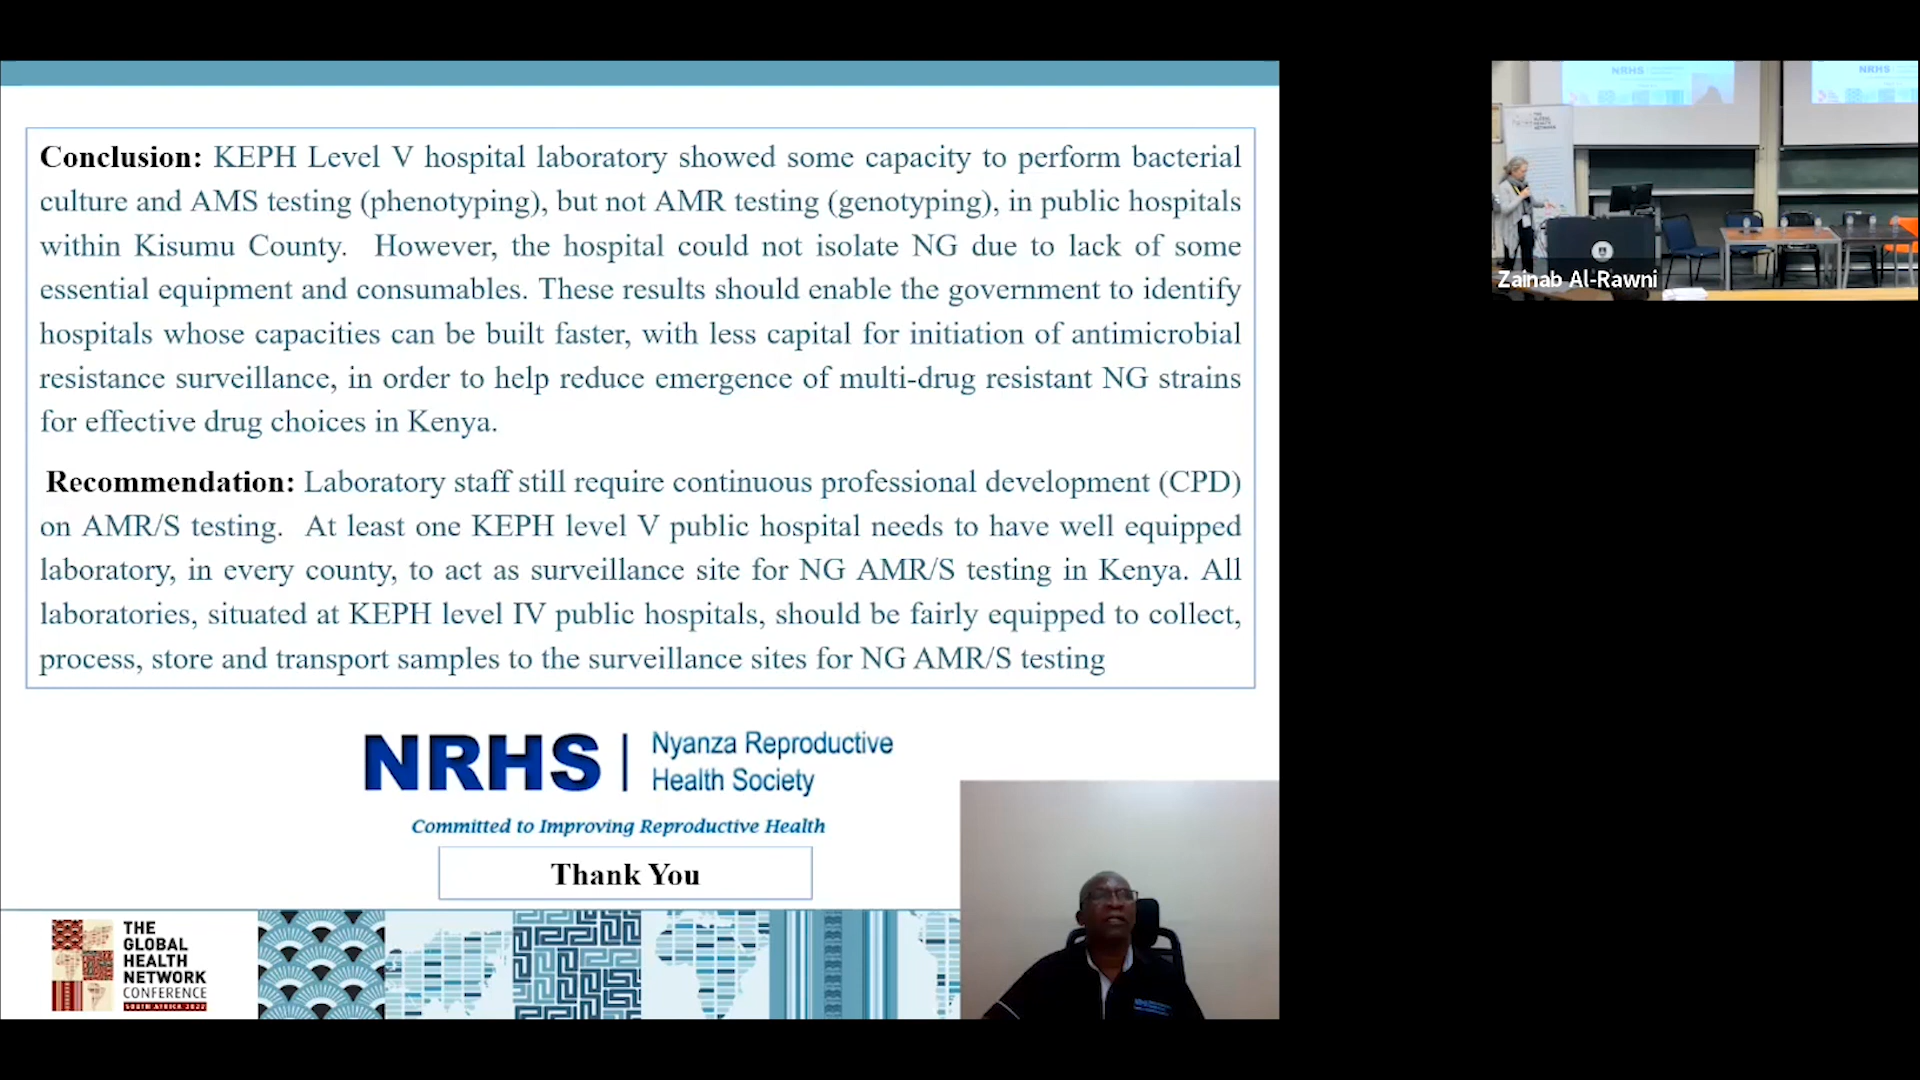 Conclusion: KEPH Level V hospital laboratory showed some capacity to perform bacterial
culture and AMS testing (phenotyping), but not AMR testing (genotyping), in public hospitals
within Kisumu County. However, the hospital could not isolate NG due to lack of some
essential equipment and consumables. These results should enable the government to identify
hospitals whose capacities can be built faster, with less capital for initiation of antimicrobial
resistance surveillance, in order to help reduce emergence of multi-drug resistant NG strains
for effective drug choices in Kenya.
Recommendation: Laboratory staff still require continuous professional development (CPD)
on AMR/S testing. At least one KEPH level V public hospital needs to have well equipped
laboratory, in every county, to act as surveillance site for NG AMR/S testing in Kenya. All
laboratories, situated at KEPH level IV public hospitals, should be fairly equipped to collect,
process, store and transport samples to the surveillance sites for NG AMR/S testing
NRHS | Nyanza Reproductive
Health Society
Committed to Improving Reproductive Health
Thank You
THE
GLOBAL
HEALTH
NETWORK
CONFERENCE
SOUTH AFRICA 2022
NRHS
NRHS
THE
GLOBAL
HEALTH
NETWORK
Zainab Al-Rawni